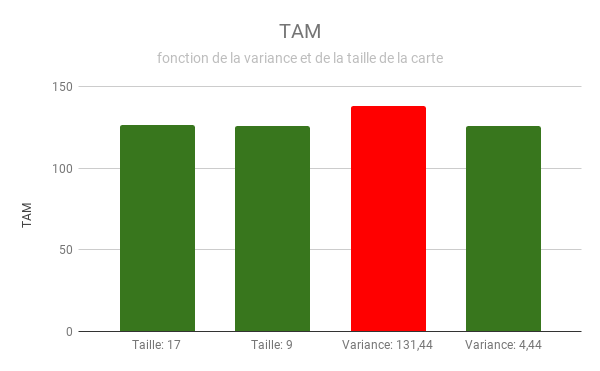 TAM
fonction de la variance et de la taille de la carte
150
100
50
0
TAM
Taille: 17
Taille: 9
Variance: 131,44
Variance: 4,44